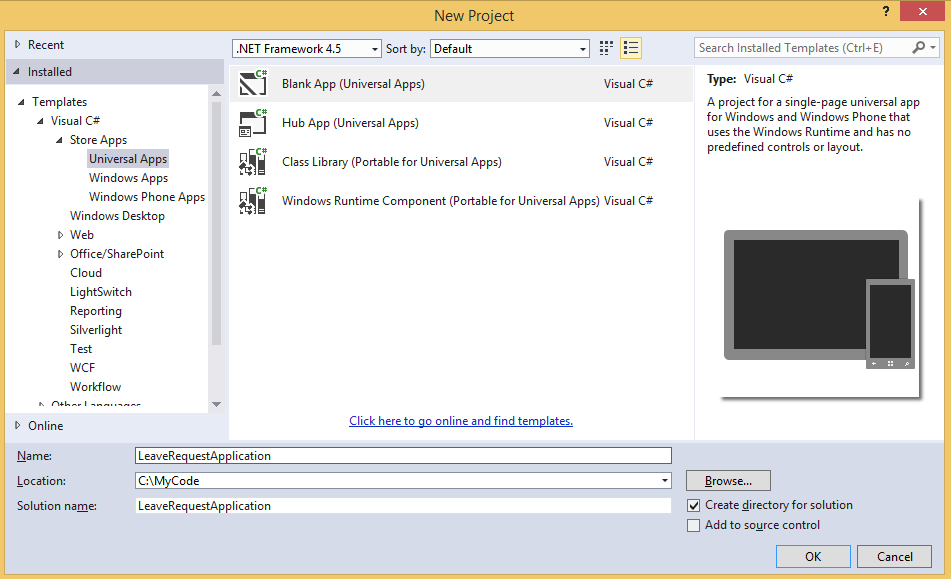 New Project
?
Recent
.NET Framework 4.5
Sort by:
Default
Search Installed Templates (Ctrl+E)
Installed
Templates
Visual C#
Store Apps
Universal Apps
Windows Apps
Windows Phone Apps
Windows Desktop
Web
Office/SharePoint
Cloud
LightSwitch
Reporting
Silverlight
Test
WCF
Workflow
Other Languages
Online
C#
Blank App (Universal Apps)
Visual C#
C#
Hub App (Universal Apps)
Visual C#
C#
Class Library (Portable for Universal Apps)
Visual C#
C#
Windows Runtime Component (Portable for Universal Apps)
Visual C#
Click here to go online and find templates.
Type: Visual C#
A project for a single-page universal app
for Windows and Windows Phone that
uses the Windows Runtime and has no
predefined controls or layout.
Name:
LeaveRequestApplication
Location:
C:\MyCode
Browse...
Solution name:
LeaveRequestApplication
Create directory for solution
Add to source control
OK
Cancel